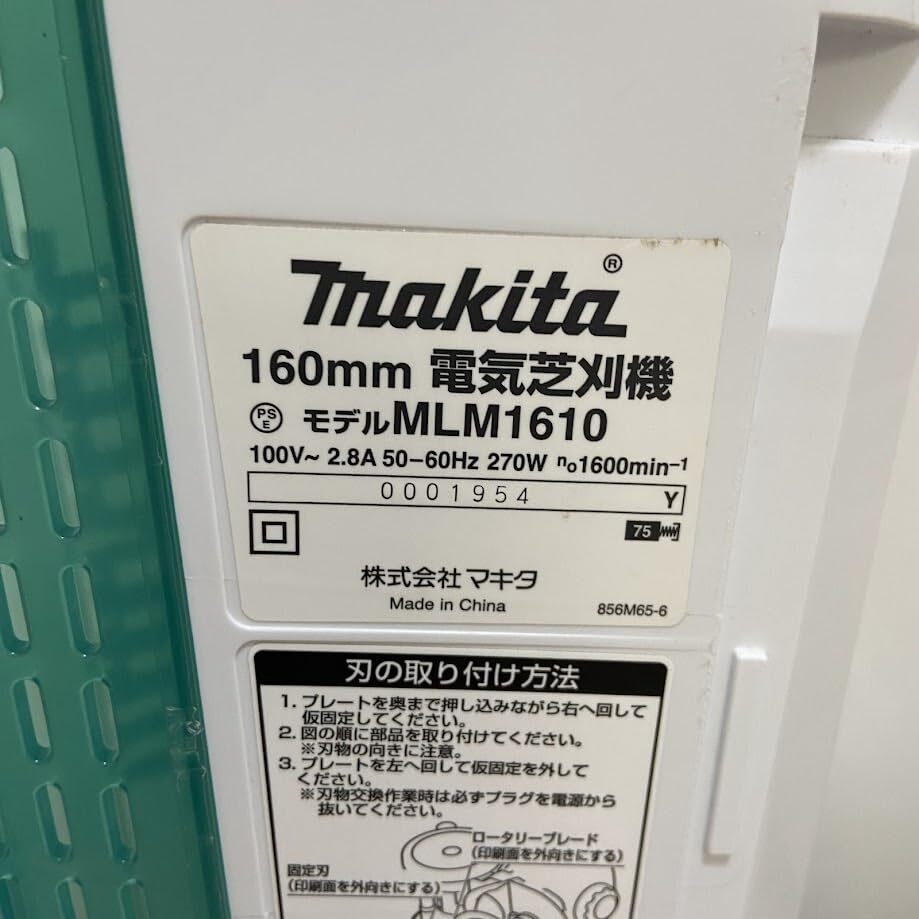 makita®
160mm 電気芝刈機
PSE モデルMLM1610
100V~ 2.8A 50-60Hz 270W n₀1600min⁻¹
0001954 Y
75
株式会社 マキタ
Made in China 856M65-6
刃の取り付け方法
1. プレートを奥まで押し込みながら右へ回して
仮固定してください。
2. 図の順に部品を取り付けてください。
※刃物の向きに注意。
3. プレートを左へ回して仮固定を外して
ください。
※刃物交換作業時は必ずプラグを電源から
抜いてください。
ロータリーブレード
(印刷面を外向きにする)
固定刃
(印刷面を外向きにする)